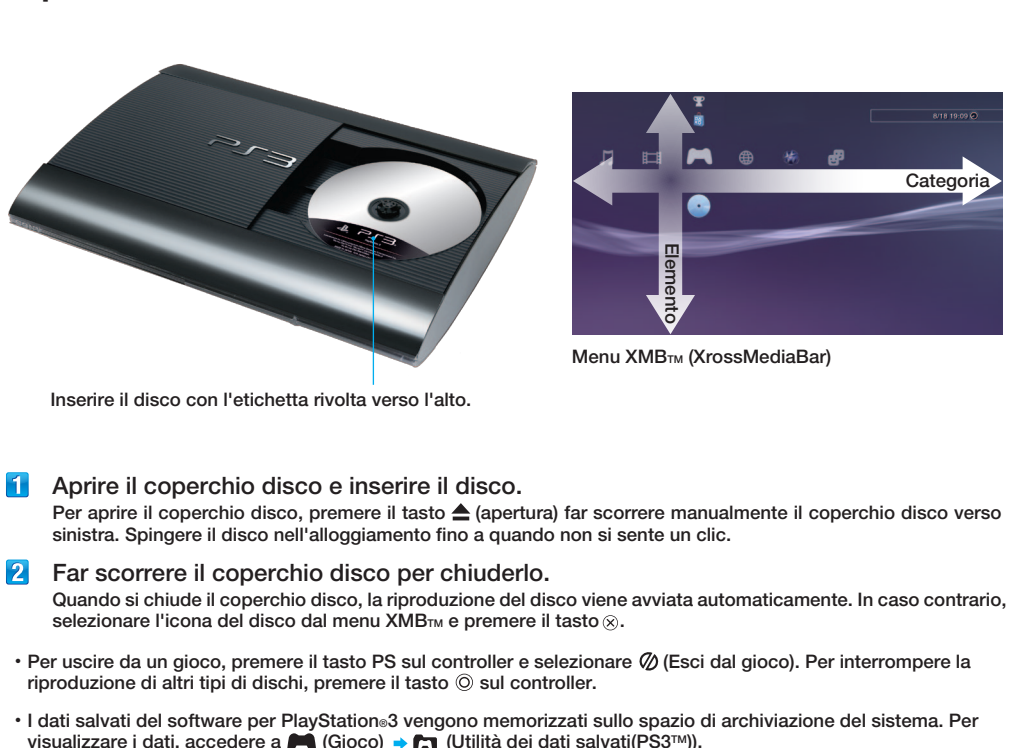 PS3
PS3
8/18 19:09
Categoria
Elemento
Menu XMB™ (XrossMediaBar)
Inserire il disco con l'etichetta rivolta verso l'alto.
1 Aprire il coperchio disco e inserire il disco.
Per aprire il coperchio disco, premere il tasto ⏏ (apertura) far scorrere manualmente il coperchio disco verso
sinistra. Spingere il disco nell'alloggiamento fino a quando non si sente un clic.
2 Far scorrere il coperchio disco per chiuderlo.
Quando si chiude il coperchio disco, la riproduzione del disco viene avviata automaticamente. In caso contrario,
selezionare l'icona del disco dal menu XMB™ e premere il tasto ⊗.
• Per uscire da un gioco, premere il tasto PS sul controller e selezionare (Esci dal gioco). Per interrompere la
riproduzione di altri tipi di dischi, premere il tasto ◎ sul controller.
• I dati salvati del software per PlayStation®3 vengono memorizzati sullo spazio di archiviazione del sistema. Per
visualizzare i dati, accedere a (Gioco) → (Utilità dei dati salvati(PS3™)).